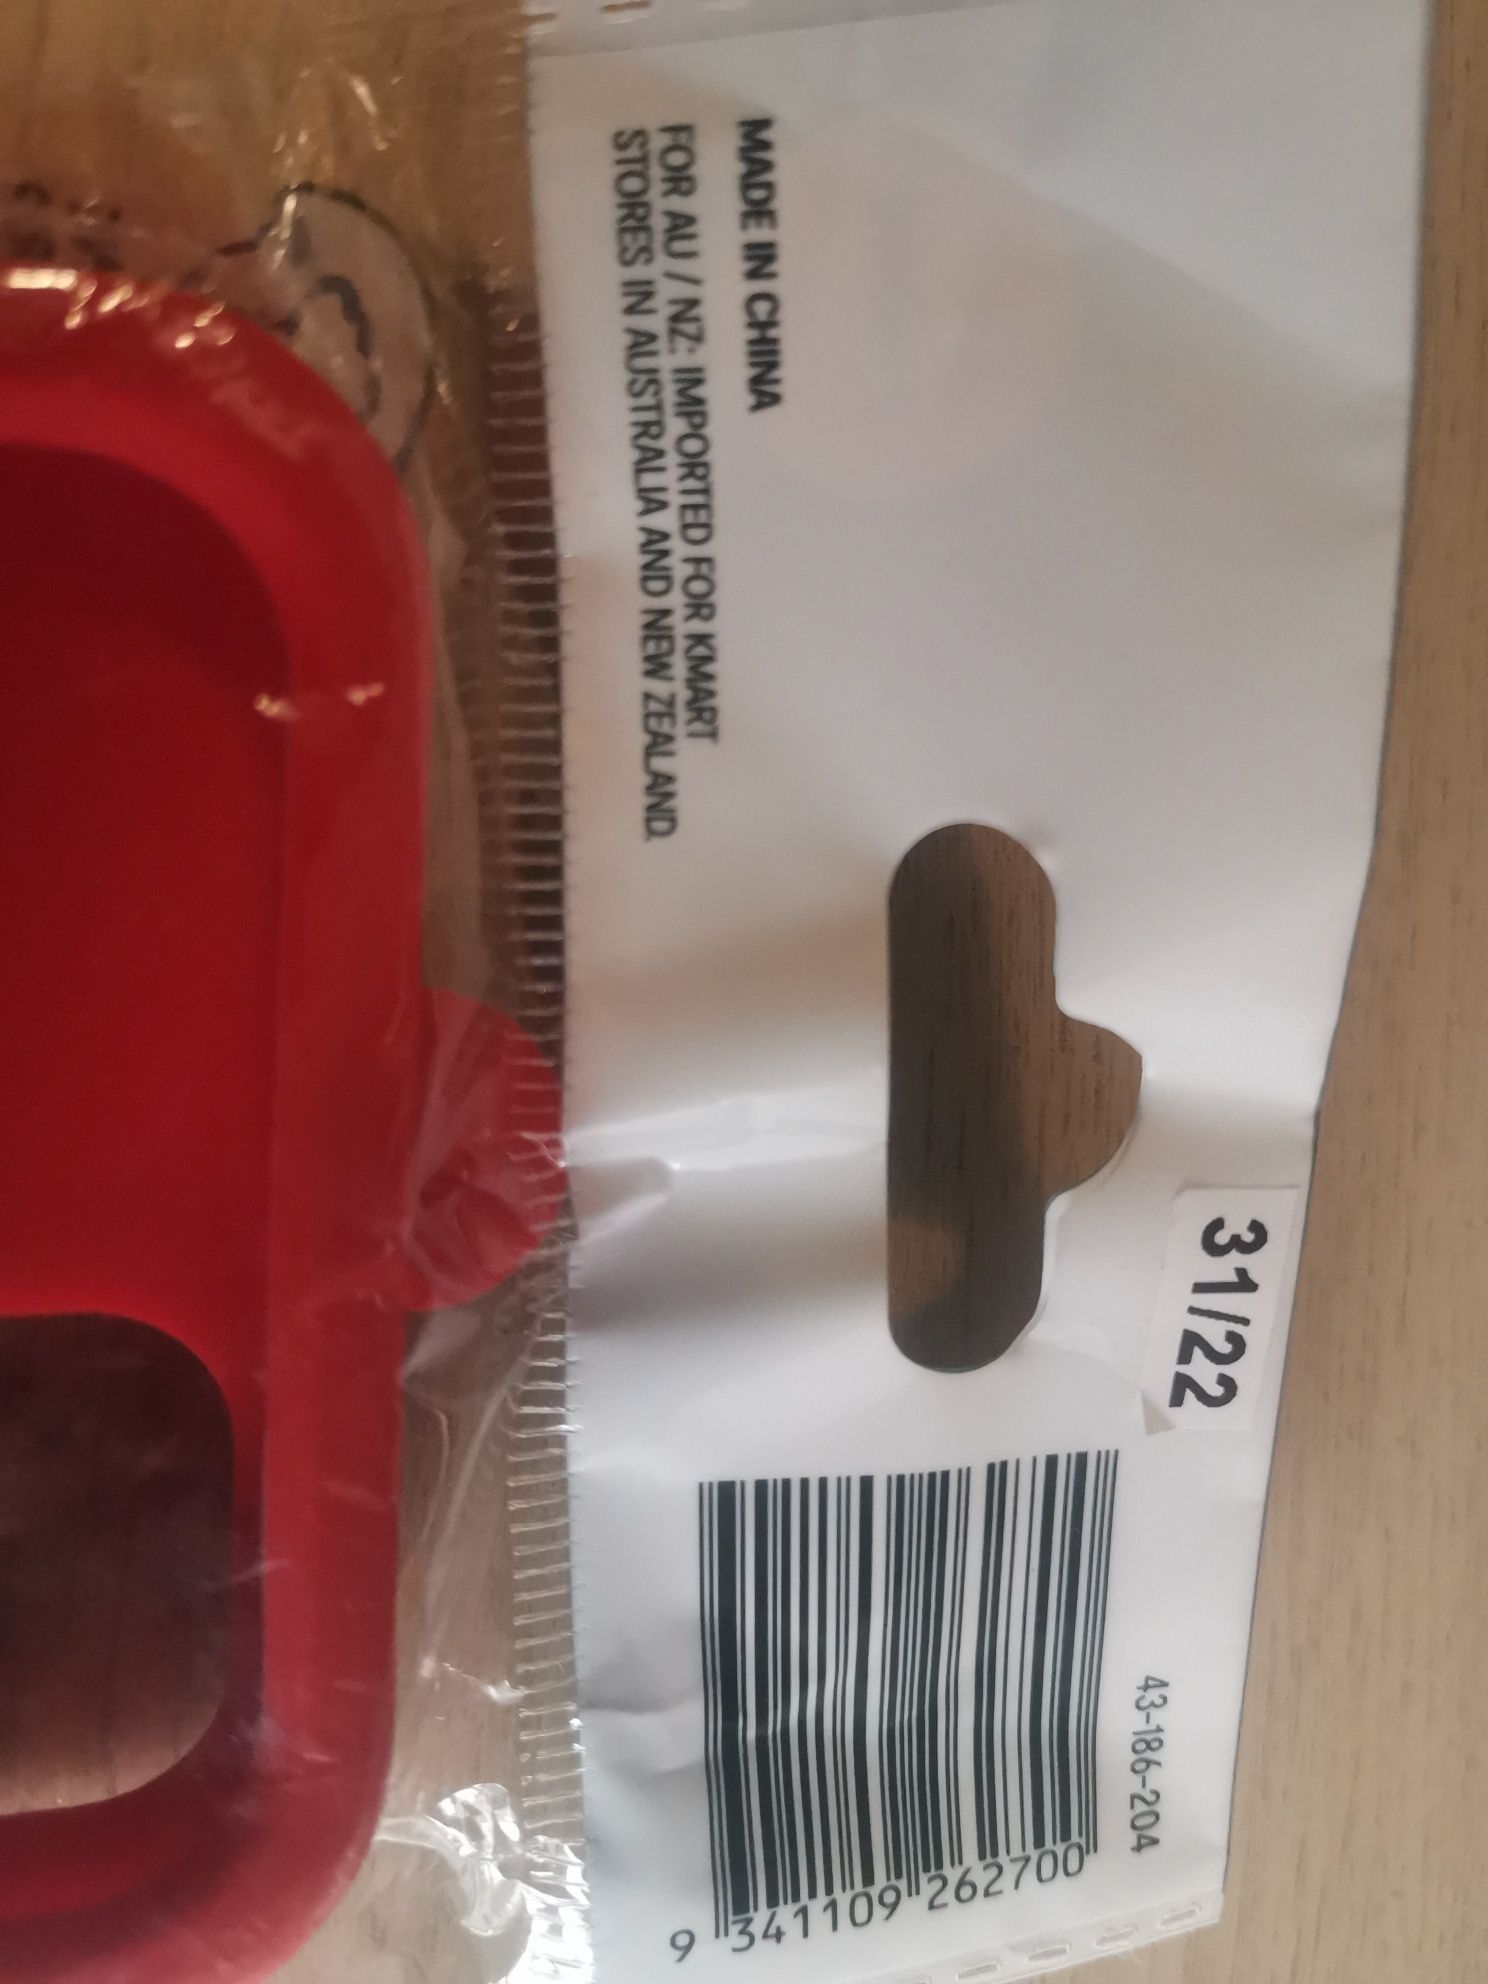 MADE IN CHINA
FOR AU / NZ: IMPORTED FOR KMART
STORES IN AUSTRALIA AND NEW ZEALAND.
31/22
43-186-204
9 341109 262700